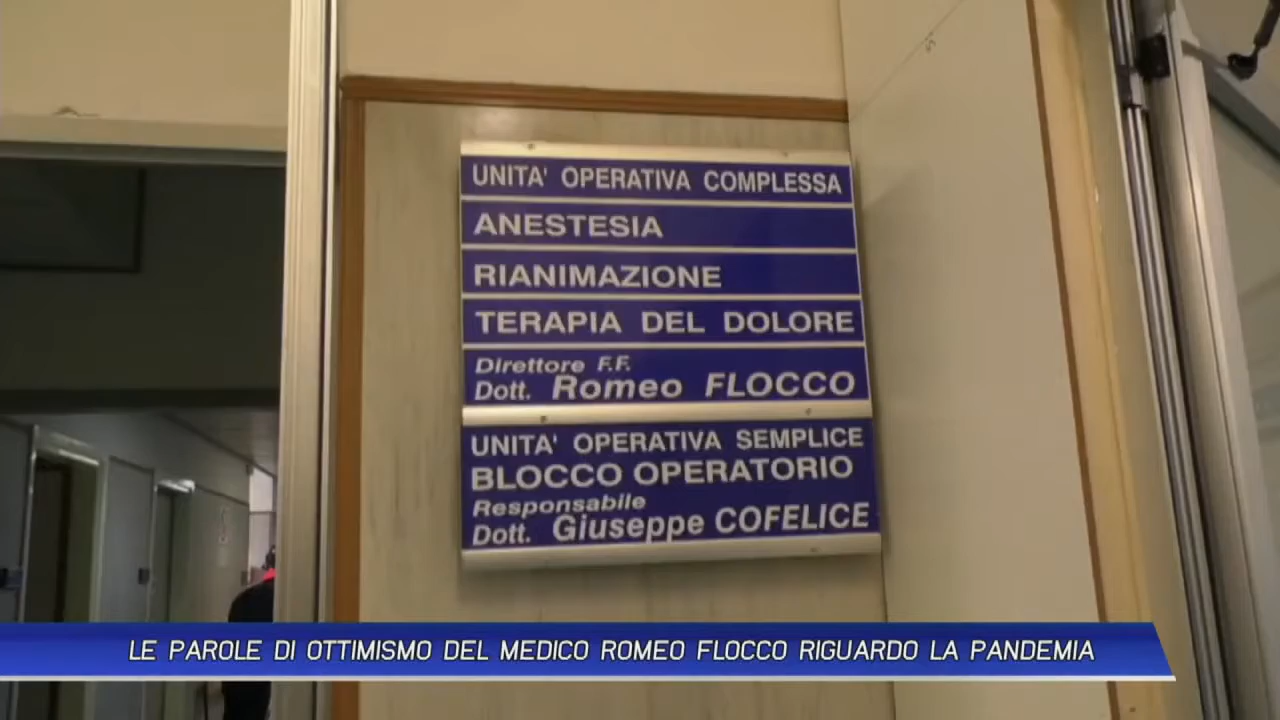 UNITA' OPERATIVA COMPLESSA
ANESTESIA
RIANIMAZIONE
TERAPIA DEL DOLORE
Direttore F.F.
Dott. Romeo FLOCCO
UNITA' OPERATIVA SEMPLICE
BLOCCO OPERATORIO
Responsabile
Dott. Giuseppe COFELICE
LE PAROLE DI OTTIMISMO DEL MEDICO ROMEO FLOCCO RIGUARDO LA PANDEMIA